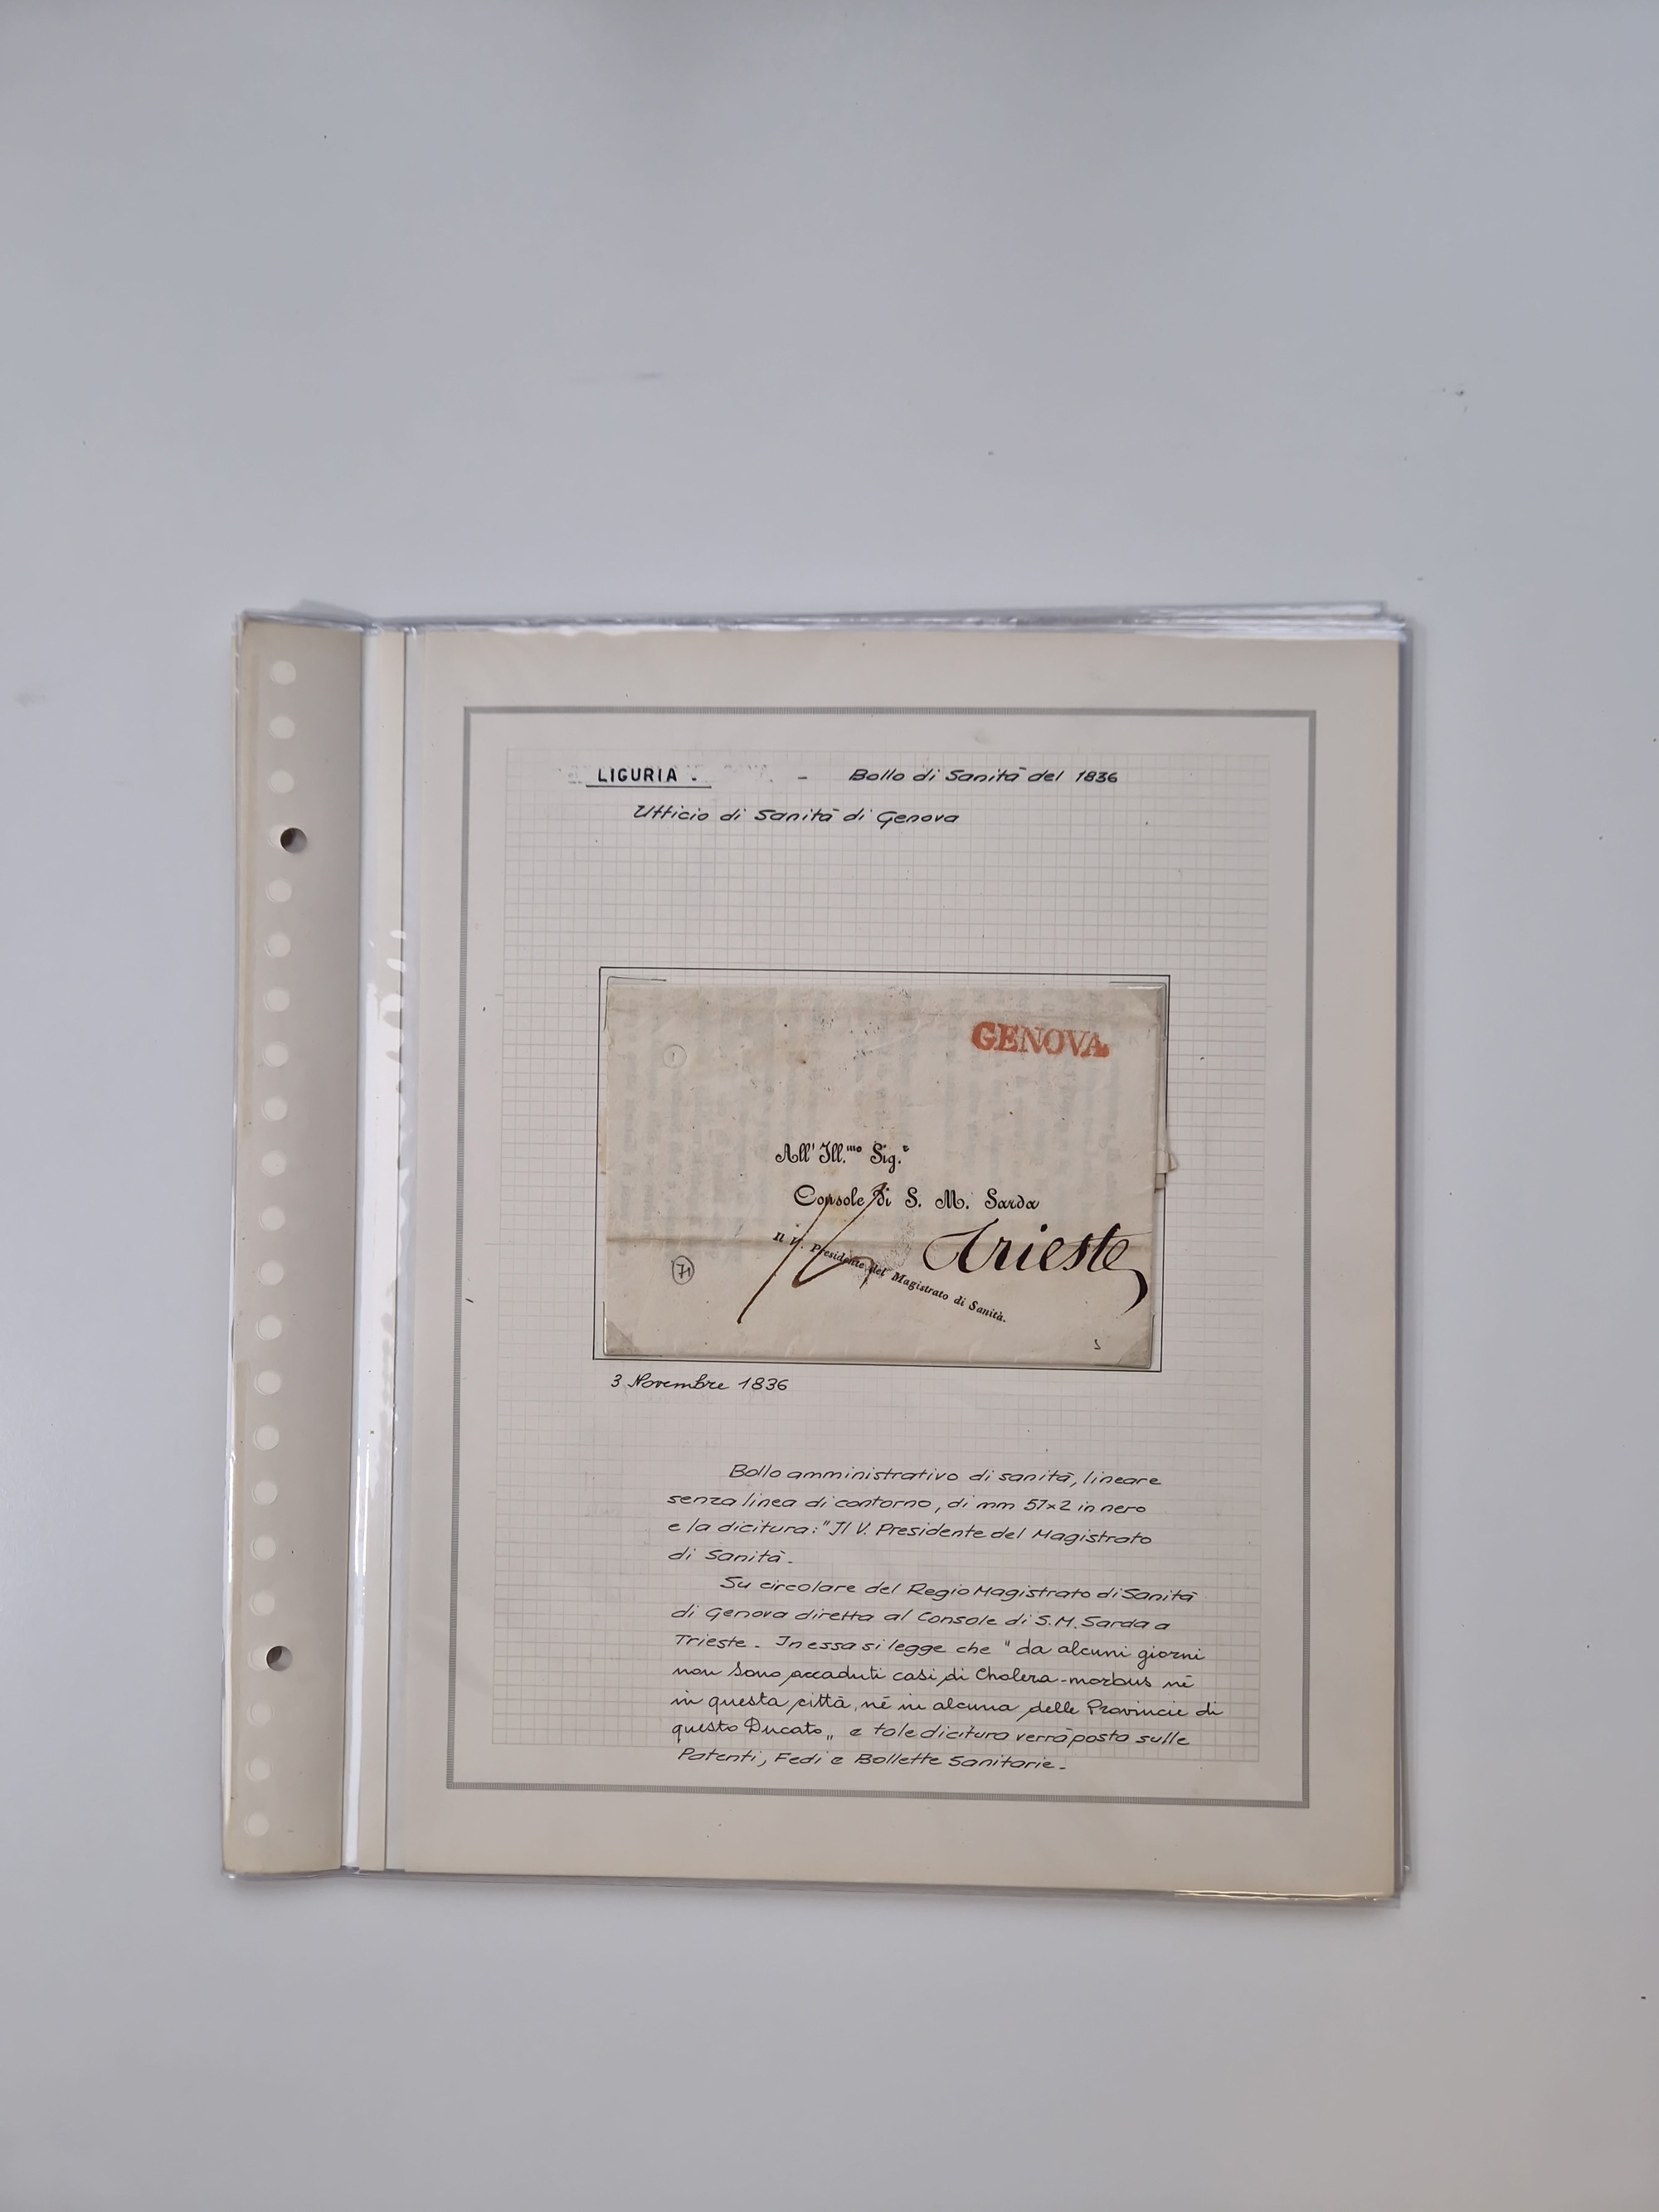 LIGURIA . - Bollo di Sanità del 1836
Ufficio di Sanità di Genova
GENOVA
All' Ill.mo Sig.r
Console di S. M. Sarda
Trieste
Il V. Presidente del Magistrato di Sanità.
71
3 Novembre 1836
Bollo amministrativo di sanità, lineare
senza linea di contorno, di mm 57x2 in nero
e la dicitura: "Il V. Presidente del Magistrato
di Sanità.
Su circolare del Regio Magistrato di Sanità
di Genova diretta al Console di S.M. Sarda a
Trieste. In essa si legge che " da alcuni giorni
non sono accaduti casi di Cholera-morbus nè
in questa città, nè in alcuna delle Provincie di
questo Ducato „ e tale dicitura verrà posta sulle
Patenti, Fedi e Bollette Sanitarie.